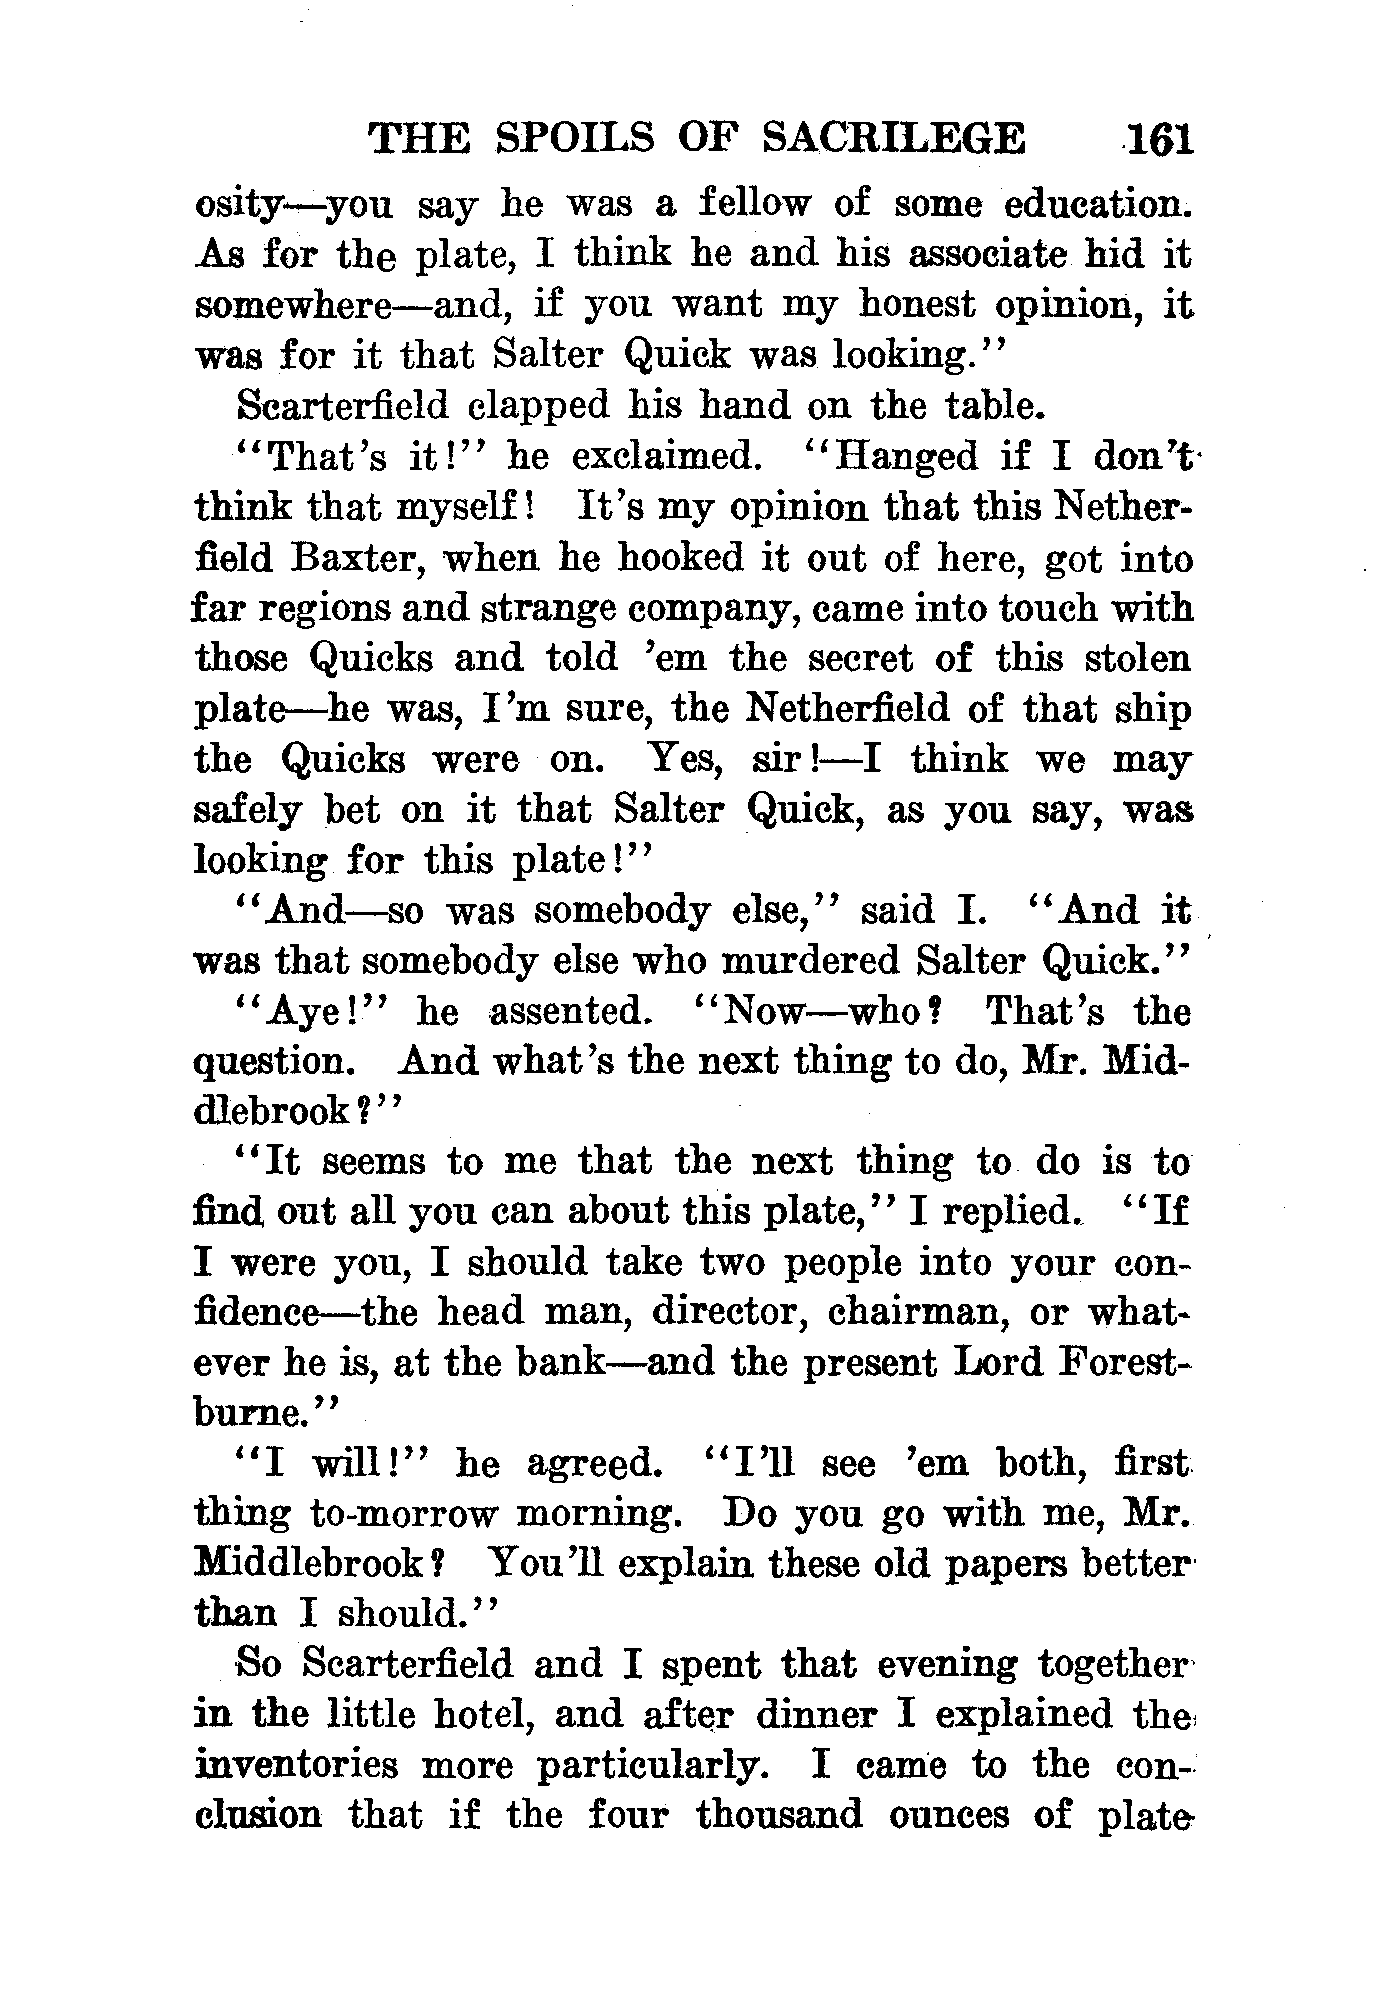 THE SPOILS OF SACRILEGE 161
osity—you say he was a fellow of some education.
As for the plate, I think he and his associate hid it
somewhere—and, if you want my honest opinion, it
was for it that Salter Quick was looking."
Scarterfield clapped his hand on the table.
"That's it!" he exclaimed. "Hanged if I don't
think that myself! It's my opinion that this Nether-
field Baxter, when he hooked it out of here, got into
far regions and strange company, came into touch with
those Quicks and told 'em the secret of this stolen
plate—he was, I'm sure, the Netherfield of that ship
the Quicks were on. Yes, sir!—I think we may
safely bet on it that Salter Quick, as you say, was
looking for this plate!"
"And—so was somebody else," said I. "And it
was that somebody else who murdered Salter Quick."
"Aye!" he assented. "Now—who? That's the
question. And what's the next thing to do, Mr. Mid-
dlebrook?"
"It seems to me that the next thing to do is to
find out all you can about this plate," I replied. "If
I were you, I should take two people into your con-
fidence—the head man, director, chairman, or what-
ever he is, at the bank—and the present Lord Forest-
burne."
"I will!" he agreed. "I'll see 'em both, first
thing to-morrow morning. Do you go with me, Mr.
Middlebrook? You'll explain these old papers better
than I should."
So Scarterfield and I spent that evening together
in the little hotel, and after dinner I explained the
inventories more particularly. I came to the con-
clusion that if the four thousand ounces of plate